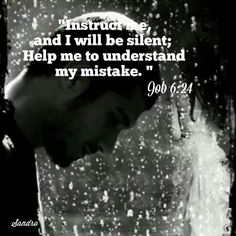 "Instruct me,
and I will be silent;
Help me to understand
my mistake. "
Job 6:24
Sandra